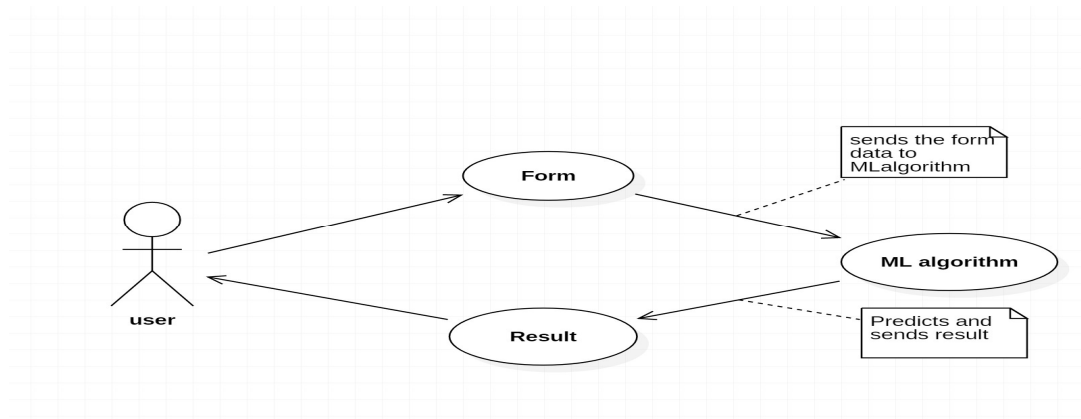 sends the form
data to
MLalgorithm
Form
ML algorithm
user
Result
Predicts and
sends result